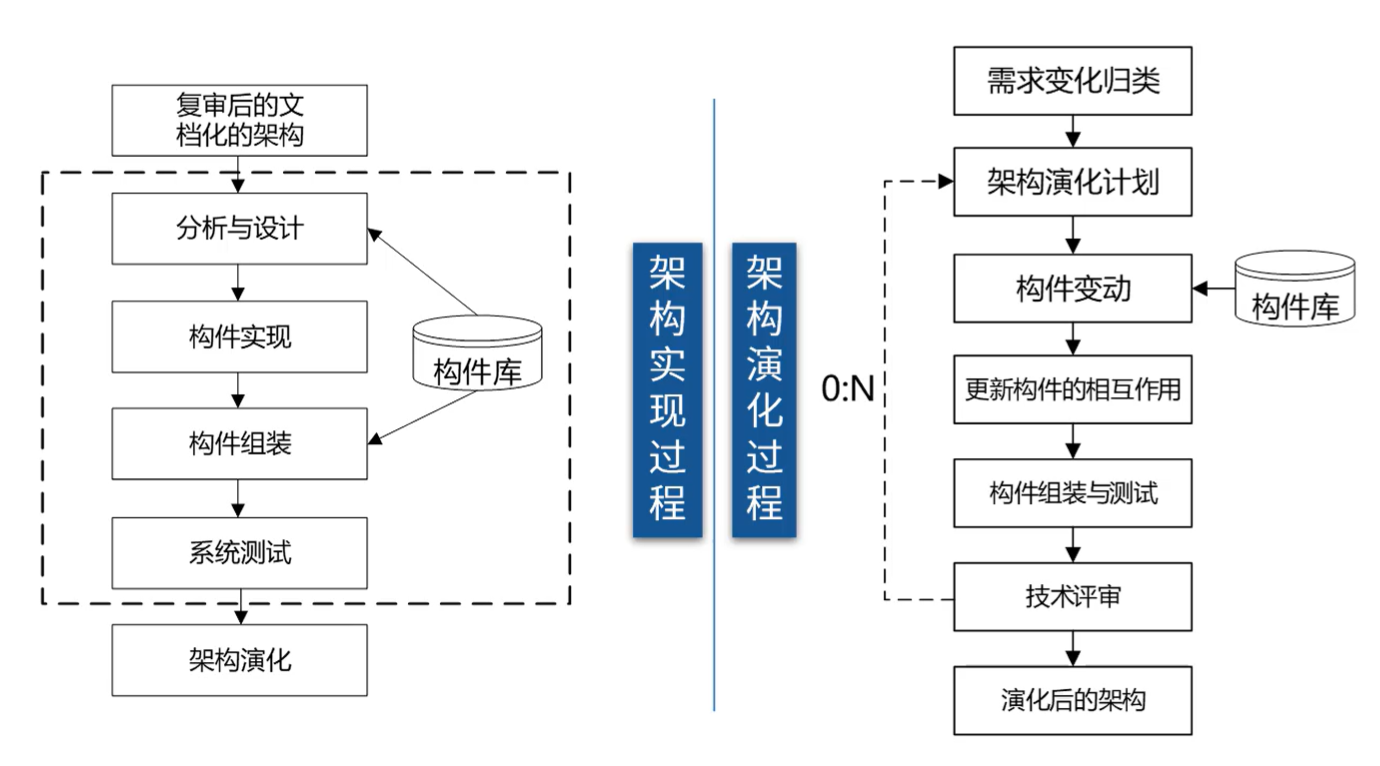 复审后的文
档化的架构
分析与设计
构件实现
构件库
构件组装
系统测试
架构演化
架构实现过程
架构演化过程
需求变化归类
架构演化计划
构件变动
构件库
更新构件的相互作用
0:N
构件组装与测试
技术评审
演化后的架构